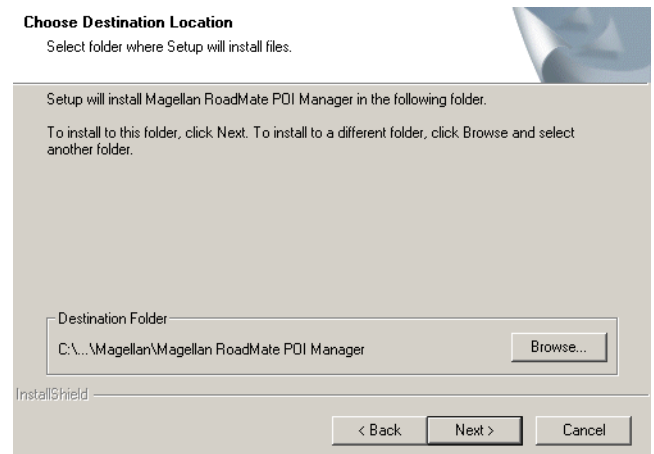 Choose Destination Location
Select folder where Setup will install files.
Setup will install Magellan RoadMate POI Manager in the following folder.
To install to this folder, click Next. To install to a different folder, click Browse and select
another folder.
Destination Folder
C:\...\Magellan\Magellan RoadMate POI Manager
Browse...
InstallShield
< Back
Next >
Cancel